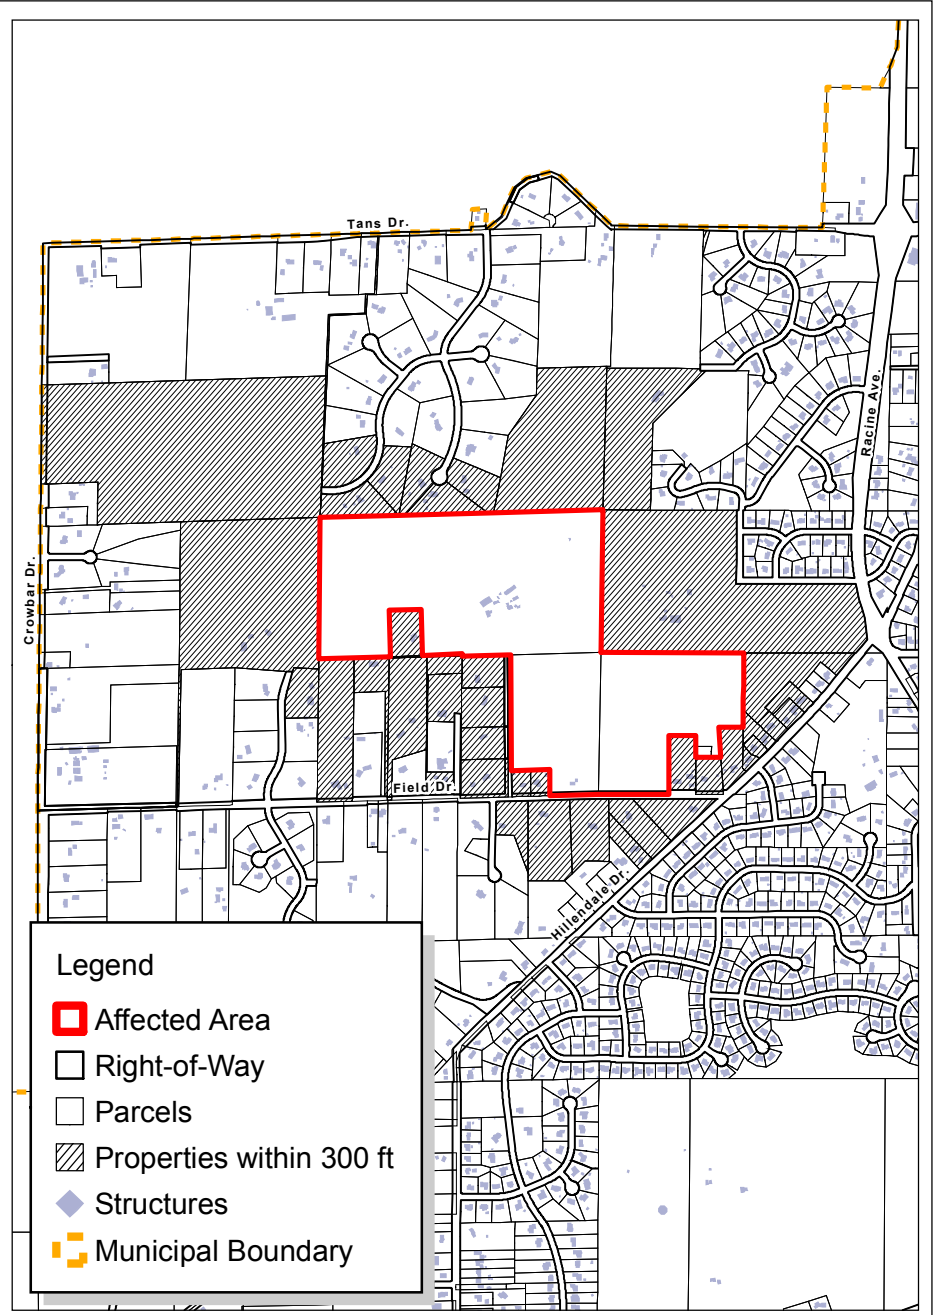 Tans Dr.
Racine Ave.
Crowbar Dr.
Field Dr.
Hillendale Dr.
Legend
Affected Area
Right-of-Way
Parcels
Properties within 300 ft
Structures
Municipal Boundary